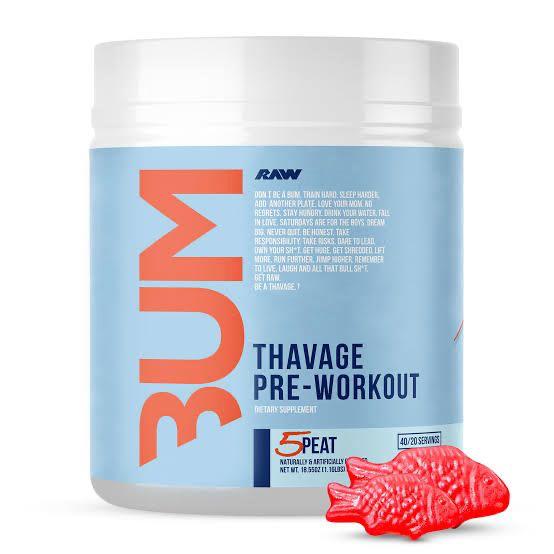 BUM
RAW
DON'T BE A BUM. TRAIN HARD. SLEEP HARDER.
ADD ANOTHER PLATE. LOVE YOUR MOM. NO
REGRETS. STAY HUNGRY. DRINK YOUR WATER. FALL
IN LOVE. SATURDAYS ARE FOR THE BOYS. DREAM
BIG. NEVER QUIT. BE HONEST. TAKE
RESPONSIBILITY. TAKE RISKS. DARE TO LEAD.
OWN YOUR SH*T. GET HUGE. GET SHREDDED. LIFT
MORE. RUN FURTHER. JUMP HIGHER. REMEMBER
TO LIVE, LAUGH AND ALL THAT BULL SH*T.
GET RAW.
BE A THAVAGE.
THAVAGE
PRE-WORKOUT
DIETARY SUPPLEMENT
5PEAT
40/20 SERVINGS
NATURALLY & ARTIFICIALLY
NET WT. 18.55OZ (1.16LBS)